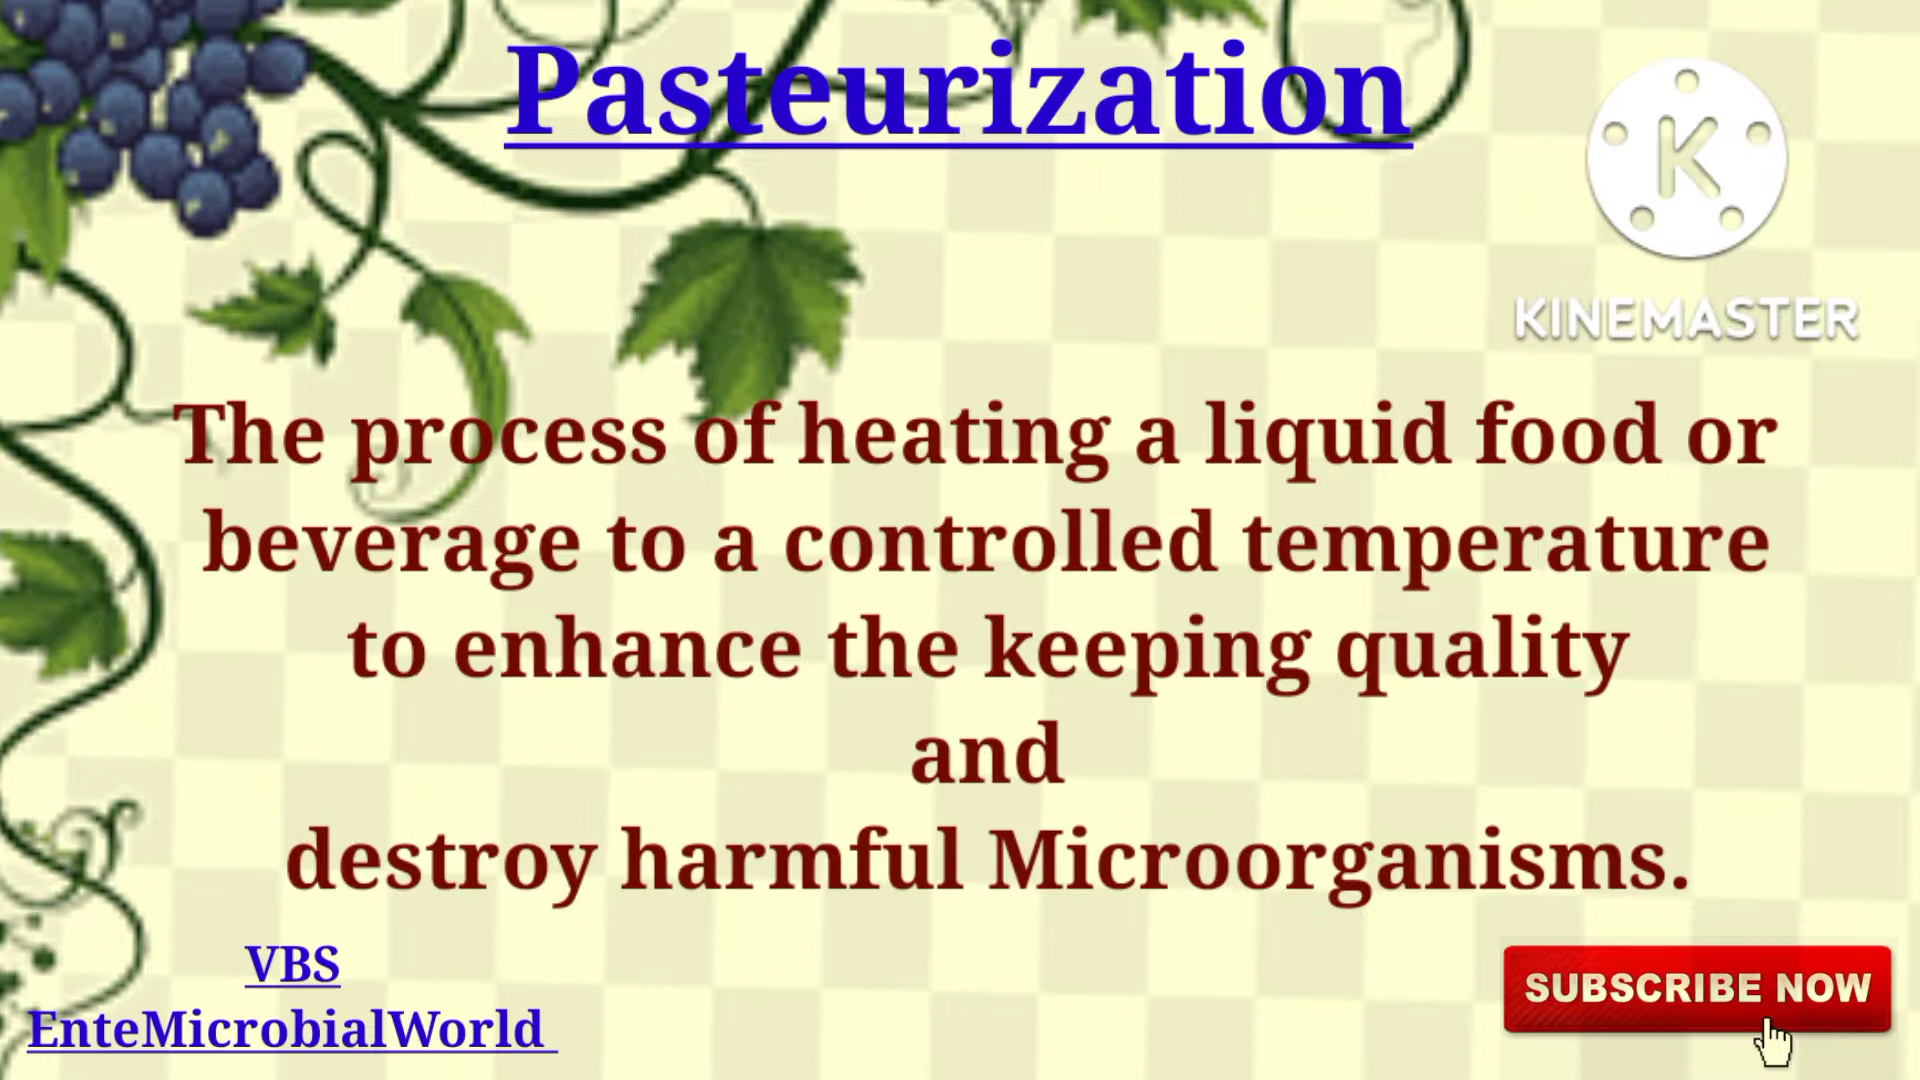 Pasteurization
K
KINEMASTER
The process of heating a liquid food or
beverage to a controlled temperature
to enhance the keeping quality
and
destroy harmful Microorganisms.
VBS
EnteMicrobialWorld
SUBSCRIBE NOW